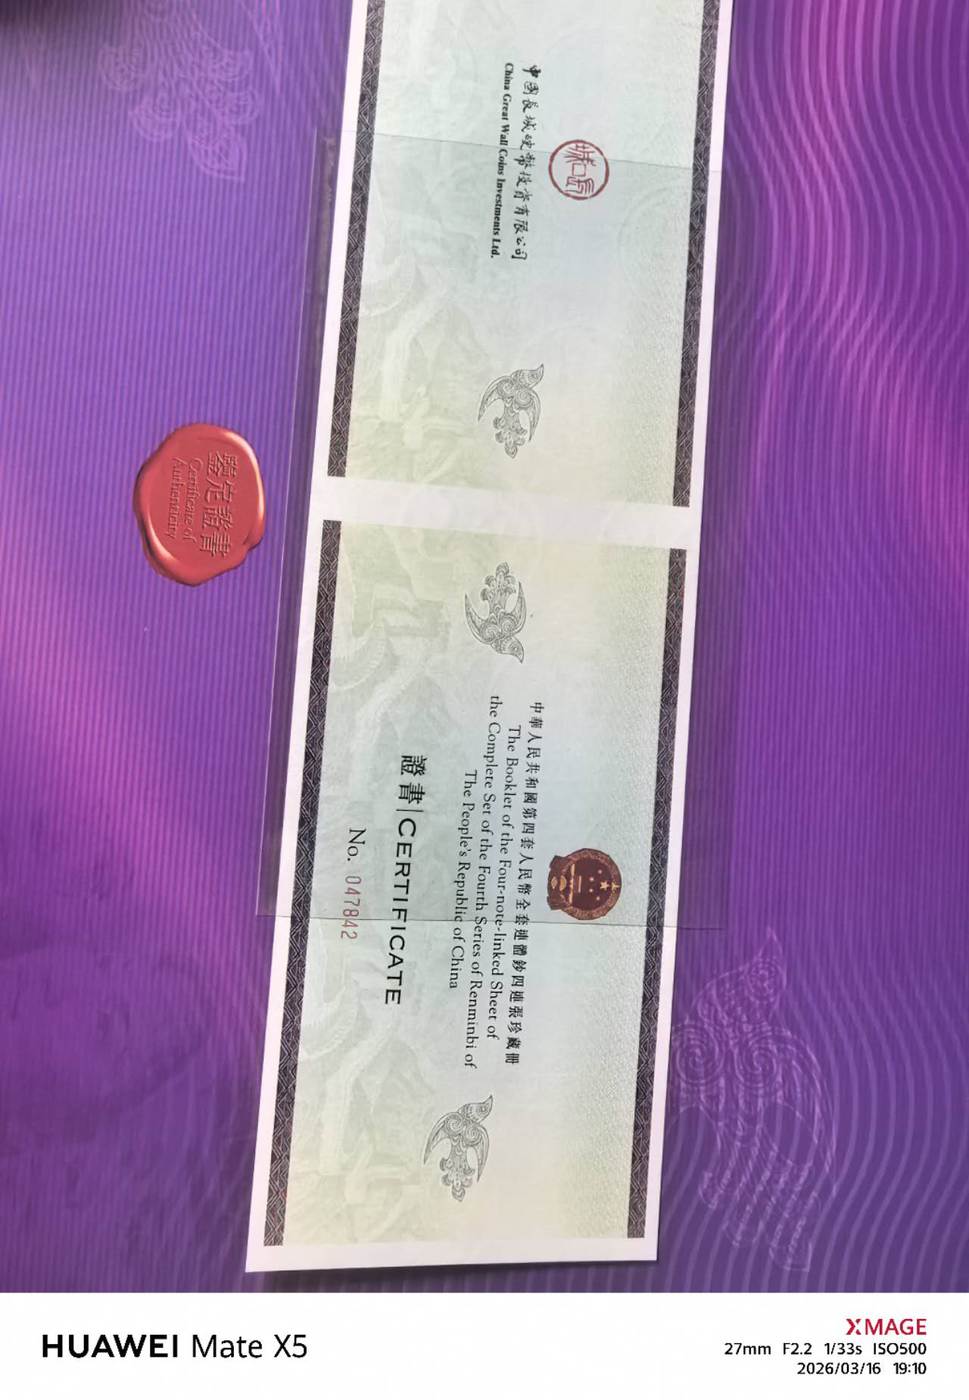 中國長城硬幣投資有限公司
China Great Wall Coins Investments Ltd.
鑒定證書
Certificate of
Authenticity
中華人民共和國第四套人民幣全套連體鈔四連張珍藏冊
The Booklet of the Four-note-linked Sheet of
the Complete Set of the Fourth Series of Renminbi of
The People's Republic of China
證書|CERTIFICATE
No. 047842
HUAWEI Mate X5
XMAGE
27mm F2.2 1/33s ISO500
2026/03/16 19:10